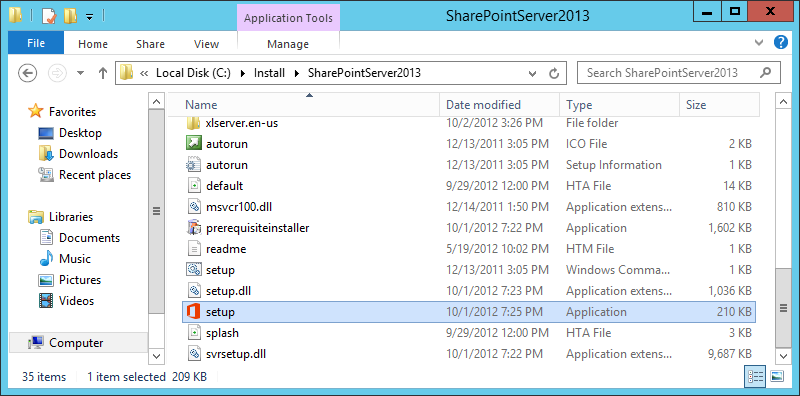 Application Tools SharePointServer2013
File Home Share View Manage
Local Disk (C:) Install SharePointServer2013 Search SharePointServer2013
Name Date modified Type Size
Favorites xlserver.en-us 10/2/2012 3:26 PM File folder
Desktop autorun 12/13/2011 3:05 PM ICO File 2 KB
Downloads autorun 12/13/2011 3:05 PM Setup Information 1 KB
Recent places default 9/29/2012 12:00 PM HTA File 14 KB
msvcr100.dll 12/14/2011 1:50 PM Application extens... 810 KB
Libraries prerequisiteinstaller 10/1/2012 7:22 PM Application 1,602 KB
Documents readme 5/19/2012 10:02 PM HTM File 1 KB
Music setup 12/13/2011 3:05 PM Windows Comma... 1 KB
Pictures setup.dll 10/1/2012 7:23 PM Application extens... 1,036 KB
Videos setup 10/1/2012 7:25 PM Application 210 KB
splash 9/29/2012 12:00 PM HTA File 3 KB
Computer svrsetup.dll 10/1/2012 7:22 PM Application extens... 9,687 KB
35 items 1 item selected 209 KB